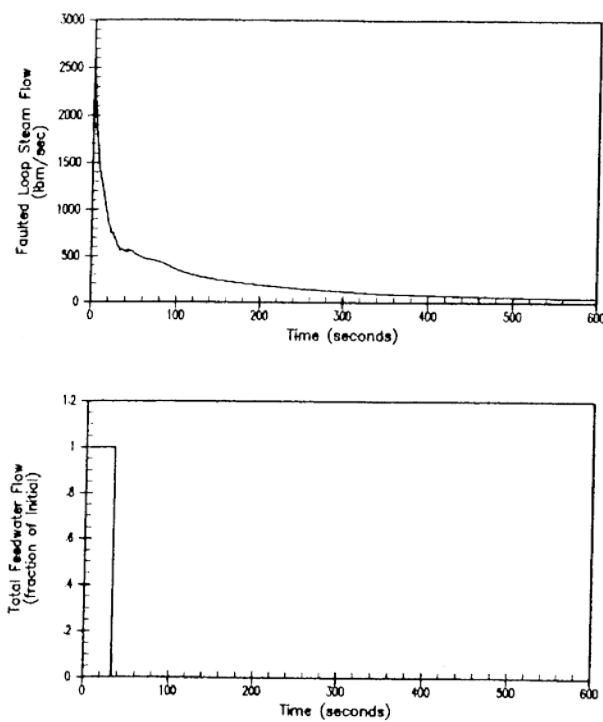 3000
2500
2000
1500
1000
500
0
Faulted Loop Steam Flow
(lbm/sec)
0 100 200 300 400 500 600
Time (seconds)
1.2
1
.8
.6
.4
.2
0
Total Feedwater Flow
(fraction of Initial)
0 100 200 300 400 500 600
Time (seconds)